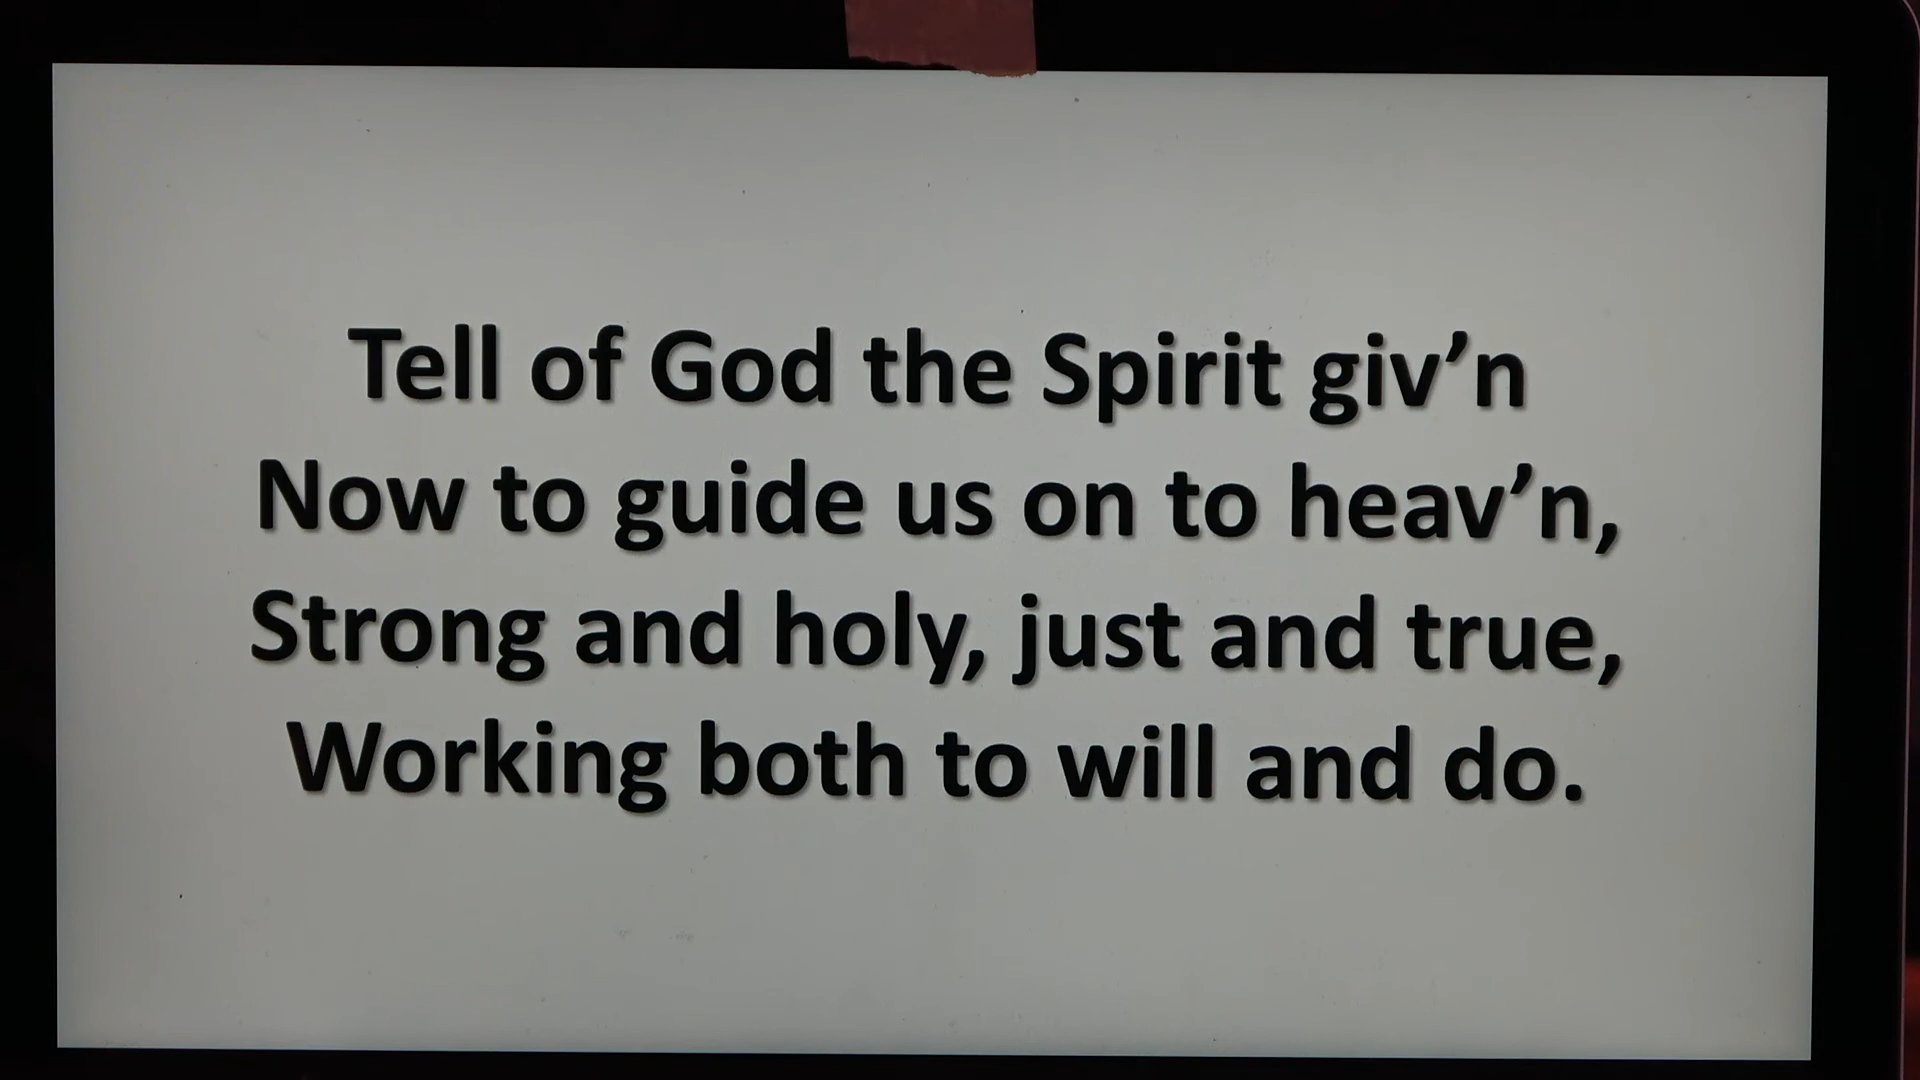 Tell of God the Spirit giv’n
Now to guide us on to heav’n,
Strong and holy, just and true,
Working both to will and do.